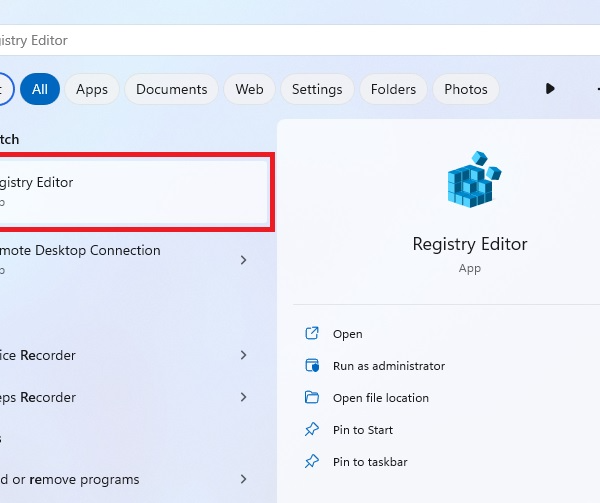 gistry Editor
All
Apps
Documents
Web
Settings
Folders
Photos
tch
gistry Editor
p
mote Desktop Connection
p
ice Recorder
eps Recorder
s
d or remove programs
Registry Editor
App
Open
Run as administrator
Open file location
Pin to Start
Pin to taskbar